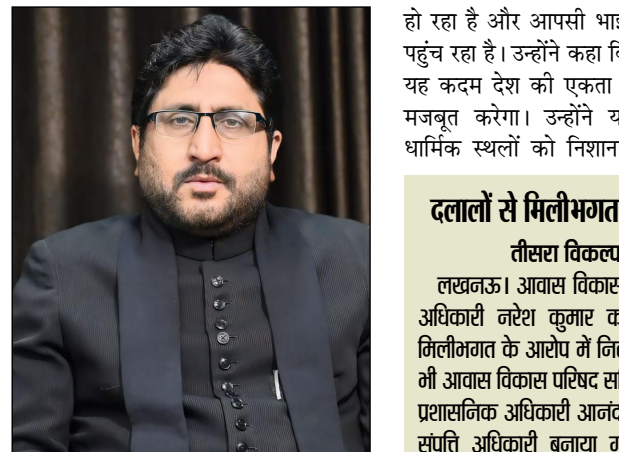 हो रहा है और आपसी भाई
पहुंच रहा है। उन्होंने कहा
यह कदम देश की एकता
मजबूत करेगा। उन्होंने
धार्मिक स्थलों को निशान
दलालों से मिलीभगत
तीसरा विकल्प
लखनऊ। आवास विकास
अधिकारी नरेश कुमार
मिलीभगत के आरोप में
भी आवास विकास परिषद
प्रशासनिक अधिकारी आनंद
संपत्ति अधिकारी बनाया